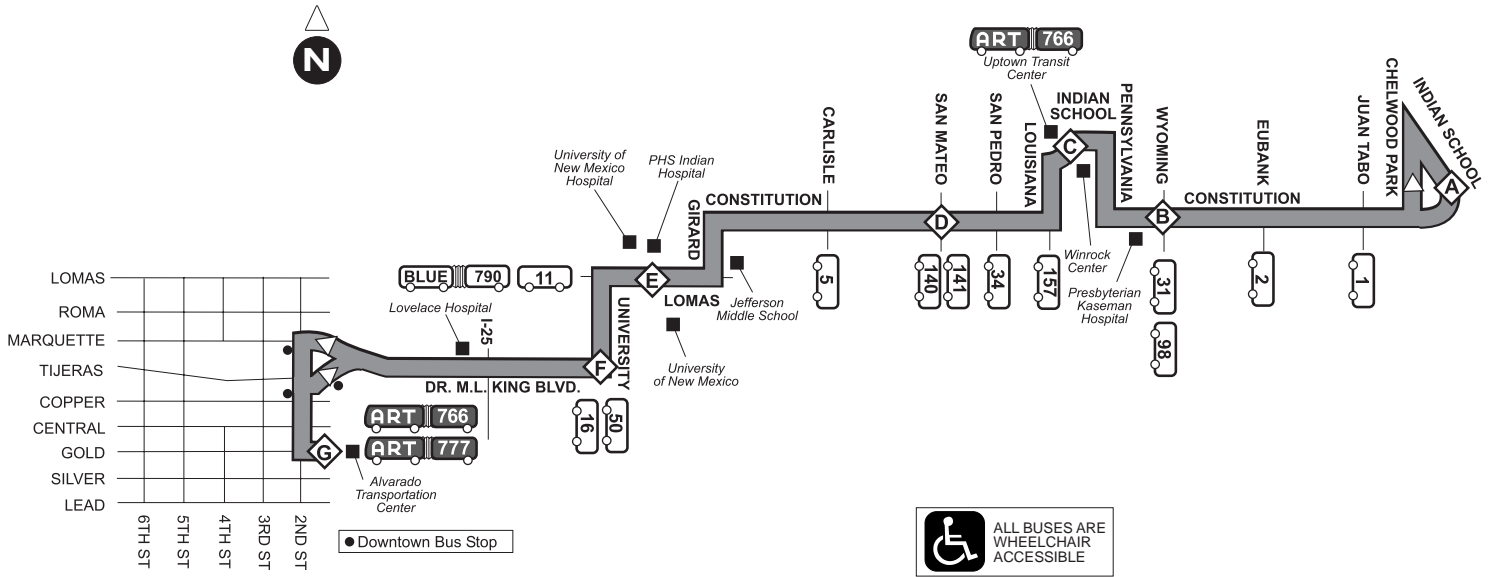 N
ART 766
Uptown Transit
Center
INDIAN
SCHOOL
PENNSYLVANIA
LOUISIANA
SAN PEDRO
SAN MATEO
CARLISLE
WYOMING
EUBANK
JUAN TABO
CHELWOOD PARK
INDIAN SCHOOL
A
B
C
D
CONSTITUTION
CONSTITUTION
University of
New Mexico
Hospital
PHS Indian
Hospital
GIRARD
E
LOMAS
BLUE 790
11
Jefferson
Middle School
5
140
141
34
157
Winrock
Center
Presbyterian
Kaseman
Hospital
31
98
2
1
Lovelace Hospital
I-25
UNIVERSITY
F
University
of New Mexico
DR. M.L. KING BLVD.
16
50
LOMAS
ROMA
MARQUETTE
TIJERAS
COPPER
CENTRAL
GOLD
SILVER
LEAD
6TH ST
5TH ST
4TH ST
3RD ST
2ND ST
ART 766
ART 777
G
Alvarado
Transportation
Center
Downtown Bus Stop
ALL BUSES ARE
WHEELCHAIR
ACCESSIBLE